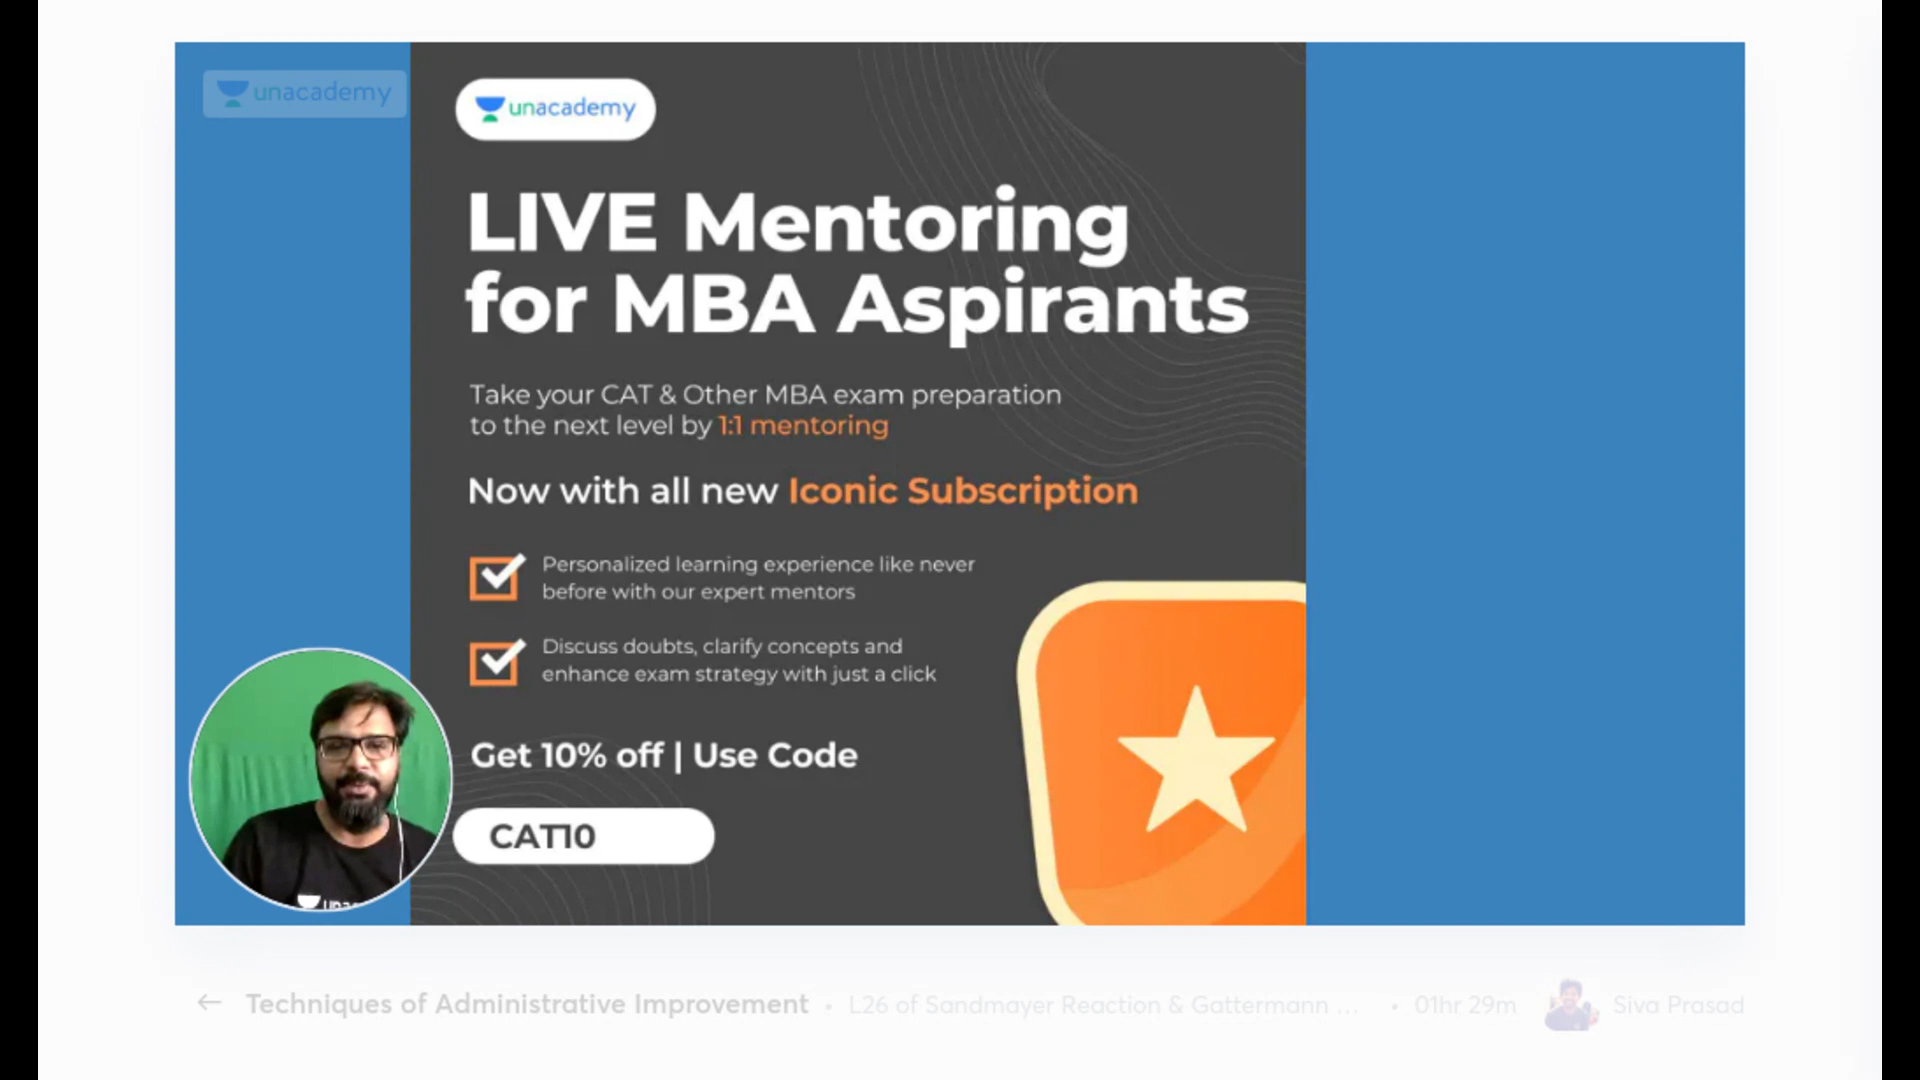 unacademy
unacademy
LIVE Mentoring
for MBA Aspirants
Take your CAT & Other MBA exam preparation
to the next level by 1:1 mentoring
Now with all new Iconic Subscription
Personalized learning experience like never
before with our expert mentors
Discuss doubts, clarify concepts and
enhance exam strategy with just a click
Get 10% off | Use Code
CAT10
← Techniques of Administrative Improvement • L26 of Sandmayer Reaction & Gattermann ... • 01hr 29m Siva Prasad